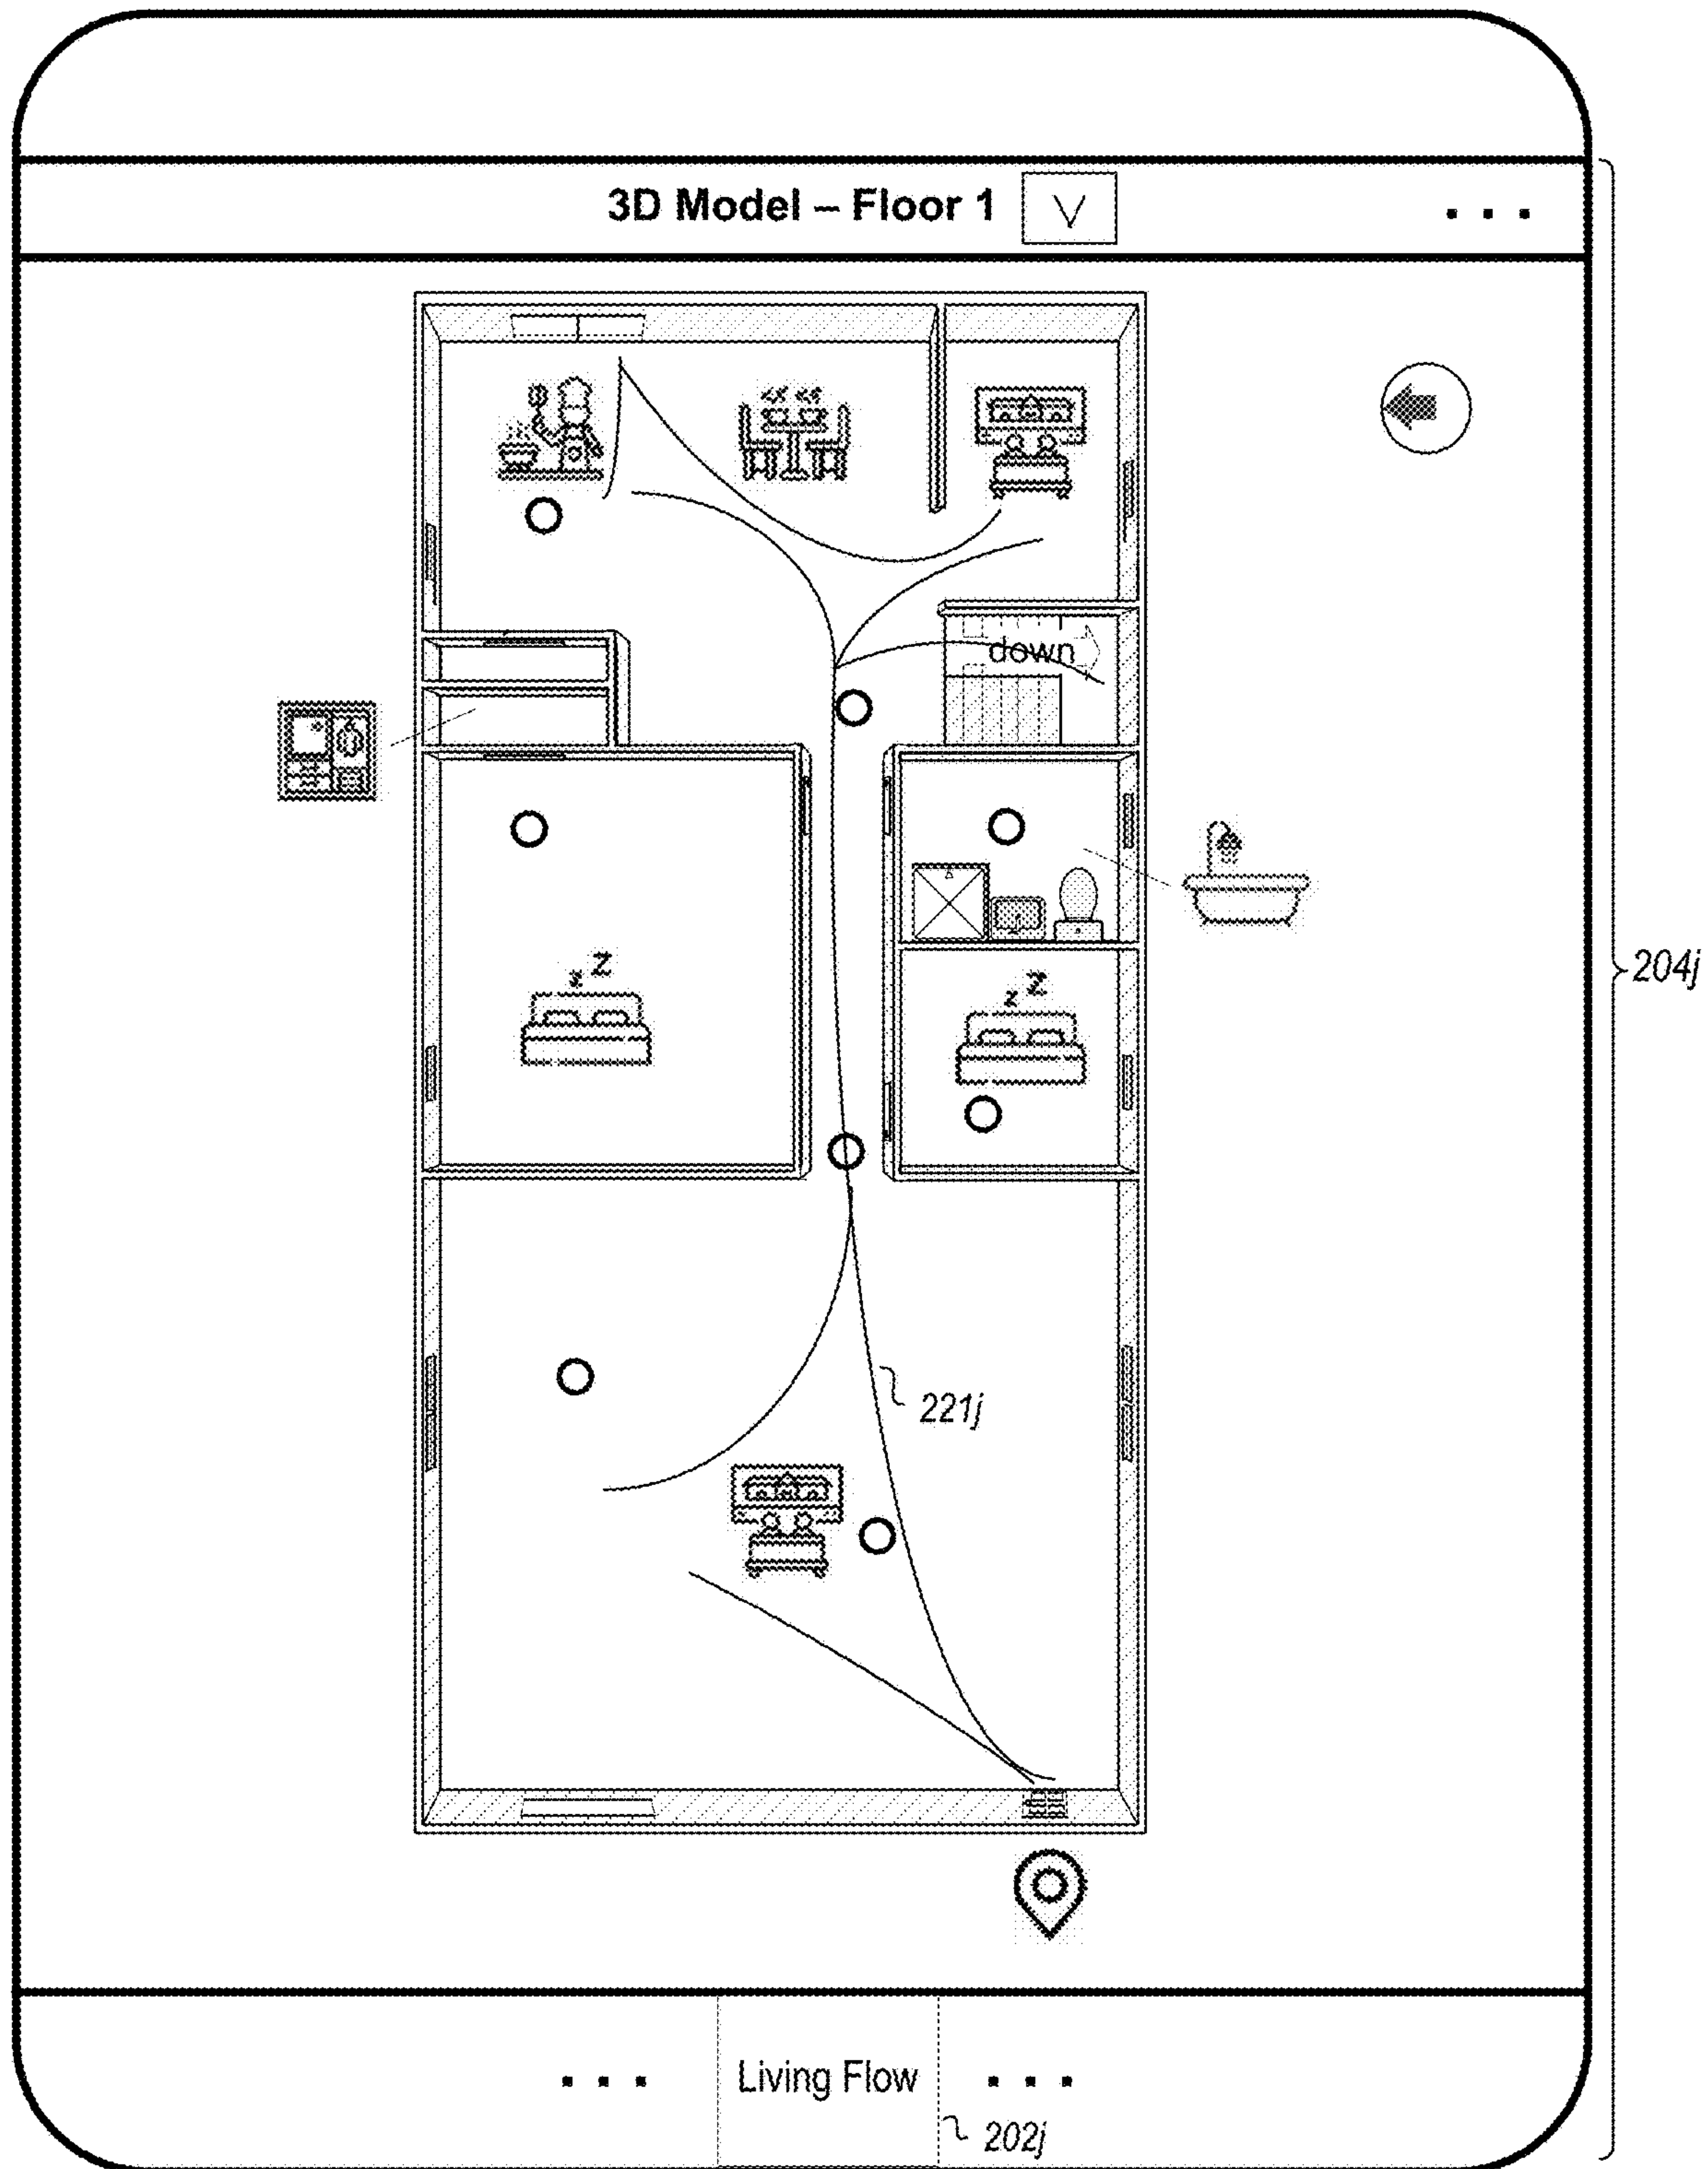 3D Model – Floor 1 V ...
down
z Z
z Z
204j
221j
... Living Flow ...
202j